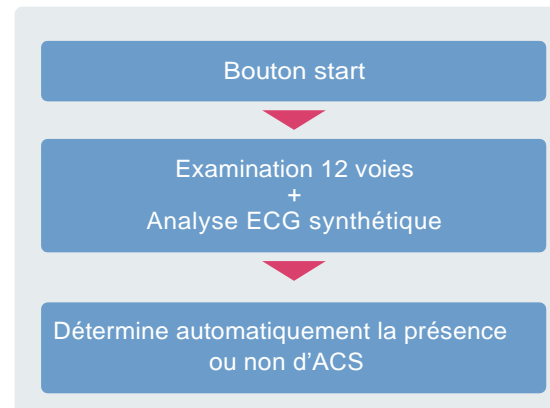 Bouton start
Examination 12 voies
+
Analyse ECG synthétique
Détermine automatiquement la présence
ou non d’ACS